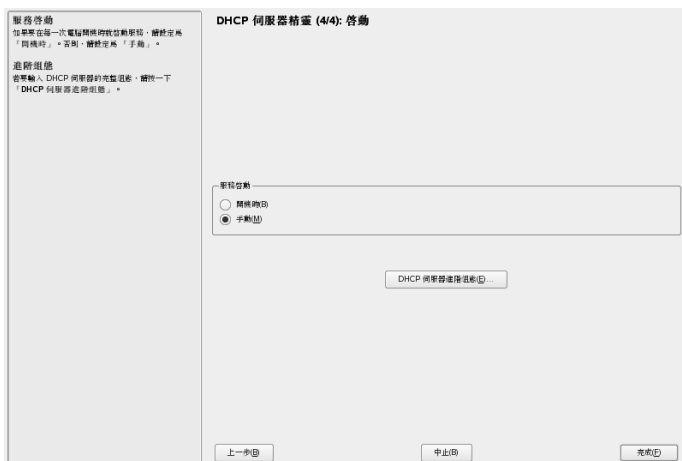 服務啓動
如果要在每一次電腦開機時就啓動服務，請設定為
「開機時」。否則，請設定為「手動」。
進階組態
若要輸入 DHCP 伺服器的完整組態，請按一下
「DHCP 伺服器進階組態」。
DHCP 伺服器精靈 (4/4): 啓動
服務啓動
開機時(B)
手動(M)
DHCP 伺服器進階組態(E)...
上一步(B)
中止(R)
完成(F)